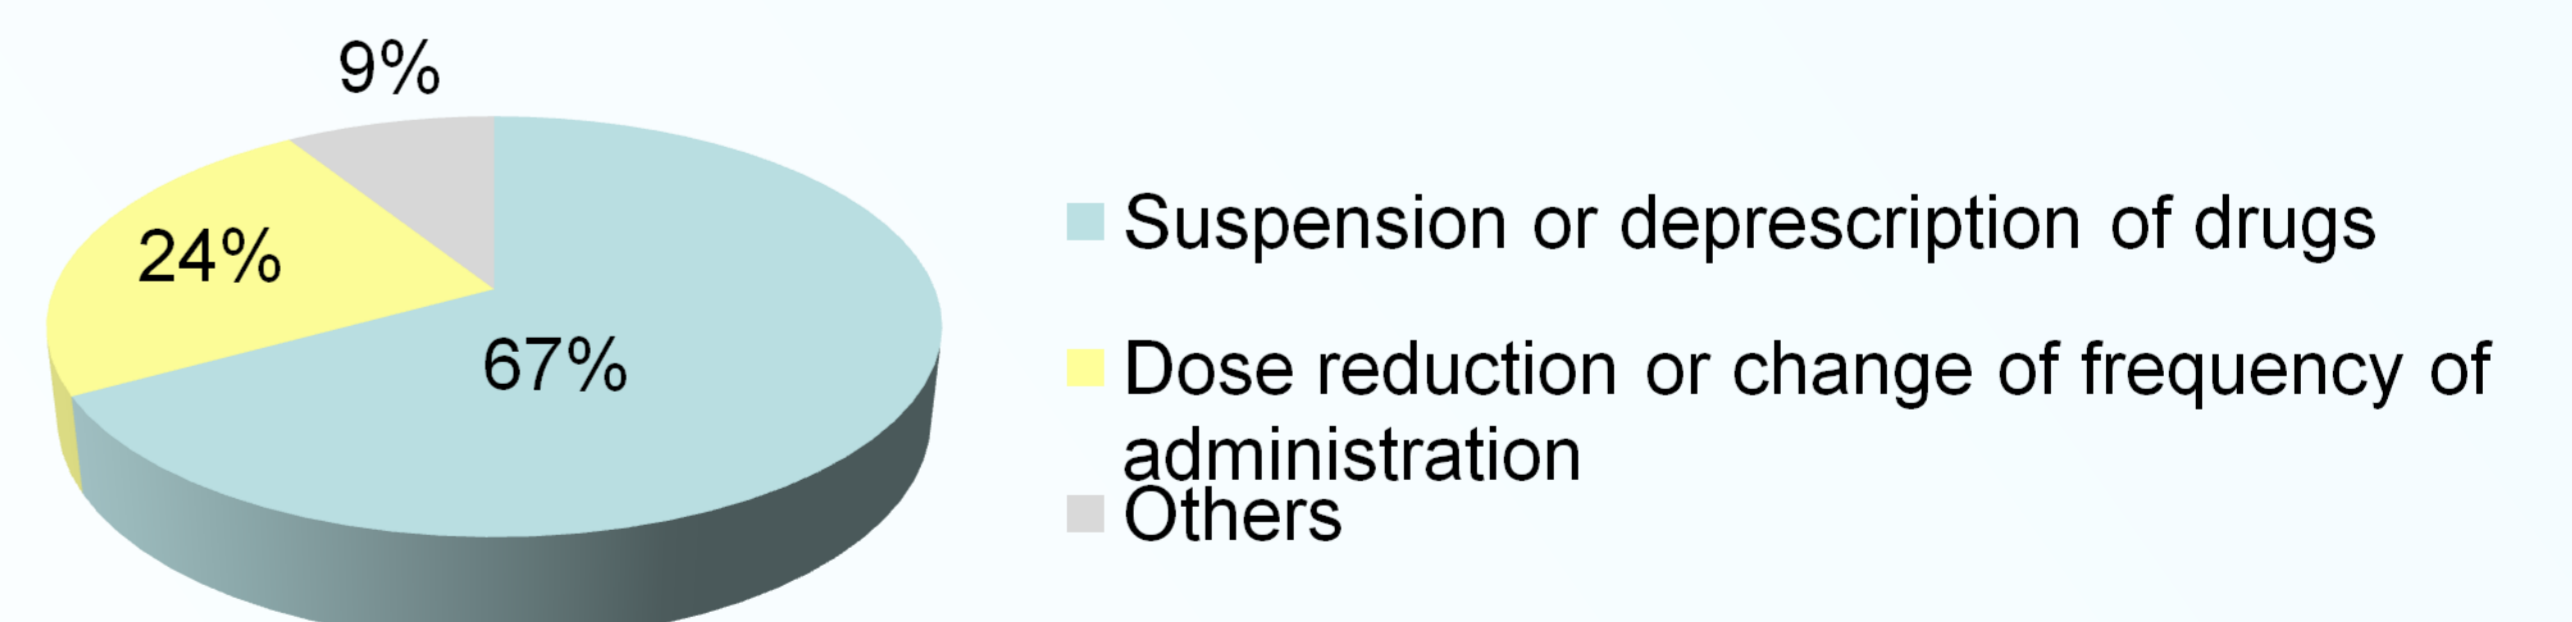 9%
24%
67%
Suspension or deprescription of drugs
Dose reduction or change of frequency of
administration
Others